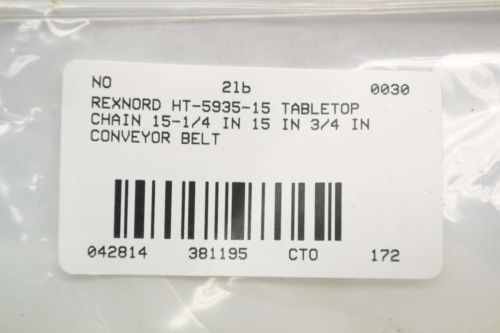 NO 2lb 0030
REXNORD HT-5935-15 TABLETOP
CHAIN 15-1/4 IN 15 IN 3/4 IN
CONVEYOR BELT
042814 381195 CTO 172